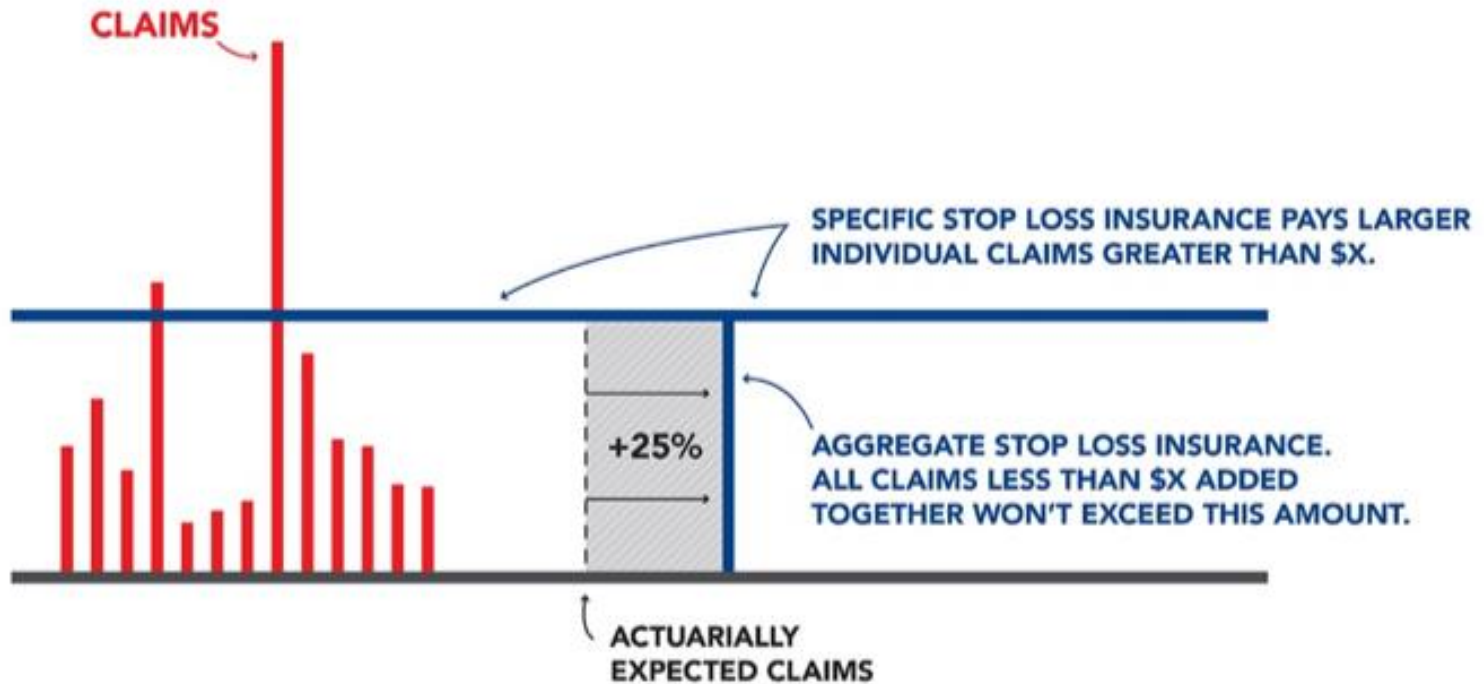 CLAIMS
SPECIFIC STOP LOSS INSURANCE PAYS LARGER
INDIVIDUAL CLAIMS GREATER THAN $X.
+25%
AGGREGATE STOP LOSS INSURANCE.
ALL CLAIMS LESS THAN $X ADDED
TOGETHER WON'T EXCEED THIS AMOUNT.
ACTUARIALLY
EXPECTED CLAIMS